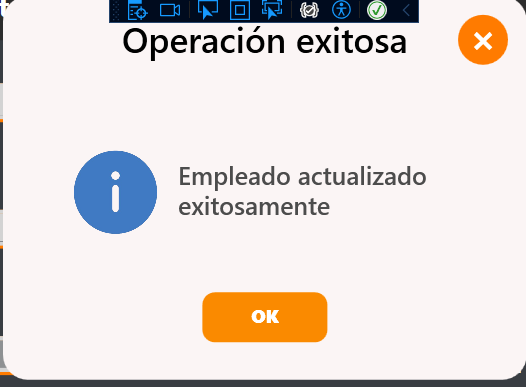 Operación exitosa
Empleado actualizado
exitosamente
OK